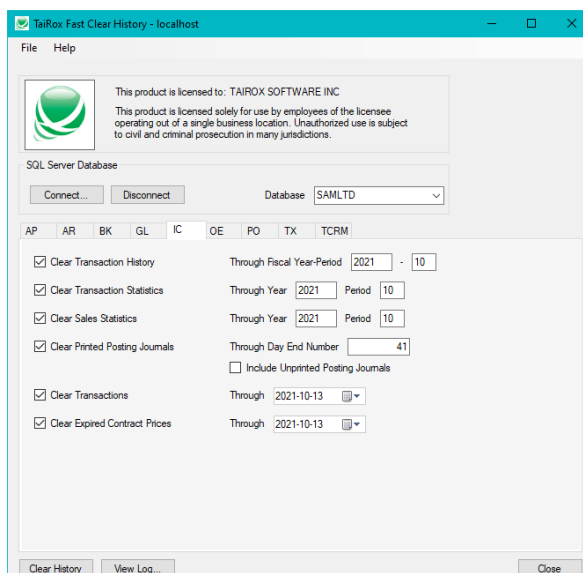 TaiRox Fast Clear History - localhost
File Help
This product is licensed to: TAIROX SOFTWARE INC
This product is licensed solely for use by employees of the licensee
operating out of a single business location. Unauthorized use is subject
to civil and criminal prosecution in many jurisdictions.
SQL Server Database
Connect... Disconnect Database SAMLTD
AP AR BK GL IC OE PO TX TCRM
Clear Transaction History Through Fiscal Year-Period 2021 - 10
Clear Transaction Statistics Through Year 2021 Period 10
Clear Sales Statistics Through Year 2021 Period 10
Clear Printed Posting Journals Through Day End Number 41
Include Unprinted Posting Journals
Clear Transactions Through 2021-10-13
Clear Expired Contract Prices Through 2021-10-13
Clear History View Log... Close